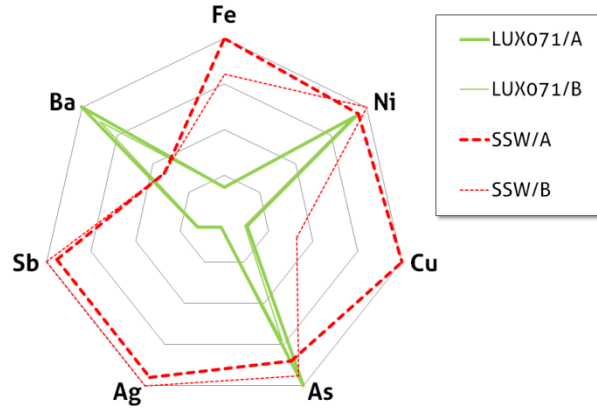 Fe
Ba
Ni
Sb
Cu
Ag
As
LUX071/A
LUX071/B
SSW/A
SSW/B